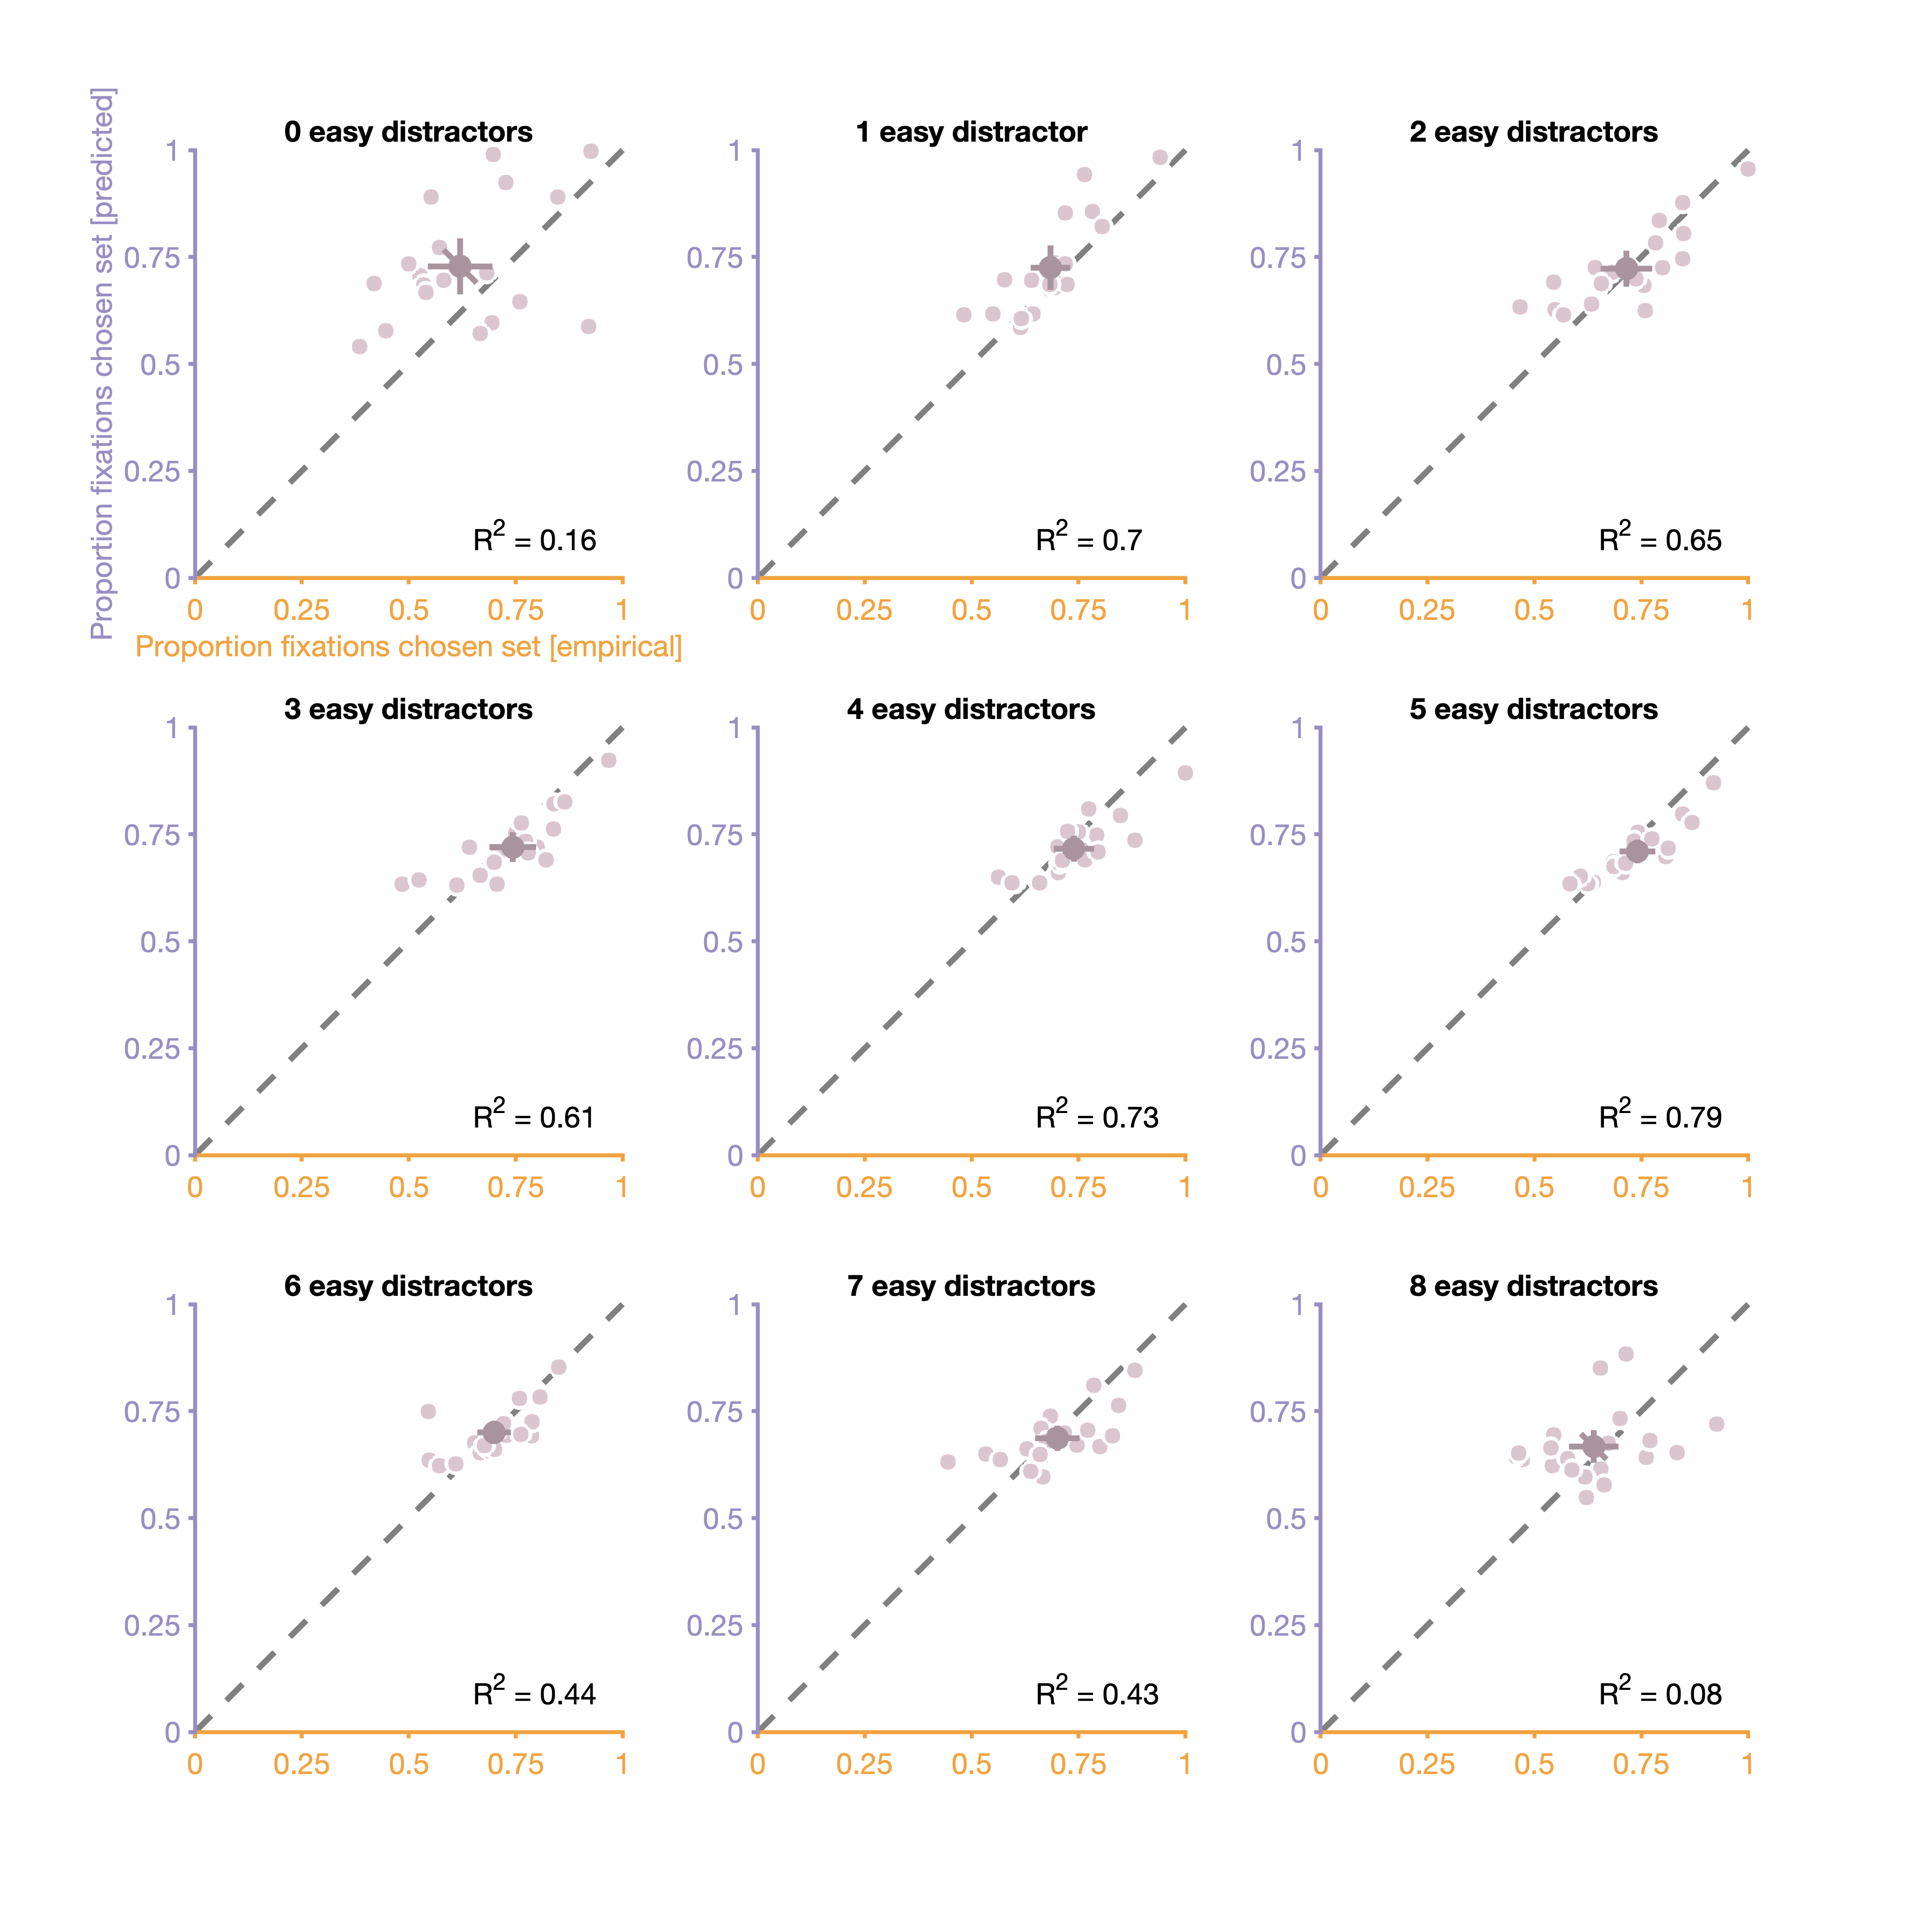 0 easy distractors
1 easy distractor
2 easy distractors
Proportion fixations chosen set [predicted]
1
0.75
0.5
0.25
0
R² = 0.16
0 0.25 0.5 0.75 1
Proportion fixations chosen set [empirical]
1
0.75
0.5
0.25
0
R² = 0.7
0 0.25 0.5 0.75 1
1
0.75
0.5
0.25
0
R² = 0.65
0 0.25 0.5 0.75 1
3 easy distractors
1
0.75
0.5
0.25
0
R² = 0.61
0 0.25 0.5 0.75 1
4 easy distractors
1
0.75
0.5
0.25
0
R² = 0.73
0 0.25 0.5 0.75 1
5 easy distractors
1
0.75
0.5
0.25
0
R² = 0.79
0 0.25 0.5 0.75 1
6 easy distractors
1
0.75
0.5
0.25
0
R² = 0.44
0 0.25 0.5 0.75 1
7 easy distractors
1
0.75
0.5
0.25
0
R² = 0.43
0 0.25 0.5 0.75 1
8 easy distractors
1
0.75
0.5
0.25
0
R² = 0.08
0 0.25 0.5 0.75 1